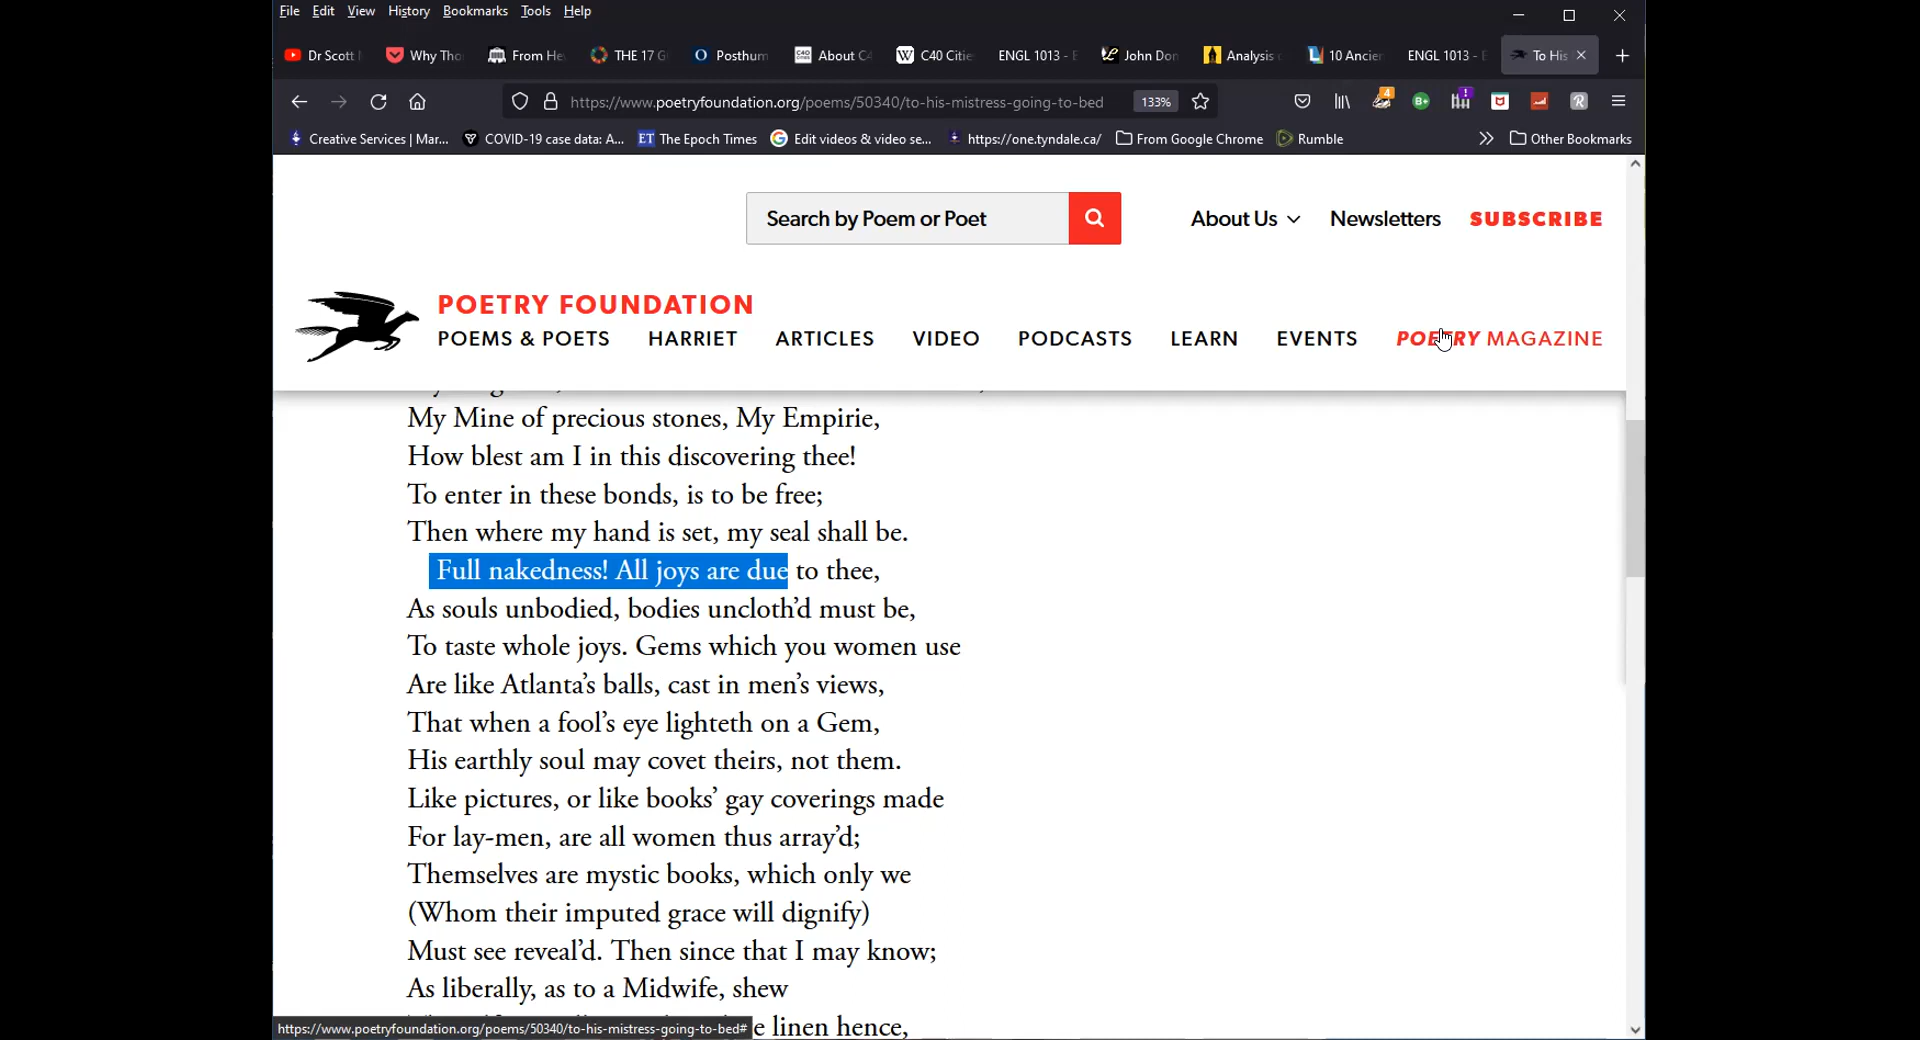 File Edit View History Bookmarks Tools Help
Dr Scott Why Tho From He THE 17 G Posthum About C4 C40 Citie ENGL 1013 - E John Don Analysis 10 Ancien ENGL 1013 - E To His
https://www.poetryfoundation.org/poems/50340/to-his-mistress-going-to-bed 133% 4
Creative Services | Mar... COVID-19 case data: A... ET The Epoch Times Edit videos & video se... https://one.tyndale.ca/ From Google Chrome Rumble Other Bookmarks
Search by Poem or Poet About Us Newsletters SUBSCRIBE
POETRY FOUNDATION
POEMS & POETS HARRIET ARTICLES VIDEO PODCASTS LEARN EVENTS POETRY MAGAZINE
My Mine of precious stones, My Empirie,
How blest am I in this discovering thee!
To enter in these bonds, is to be free;
Then where my hand is set, my seal shall be.
Full nakedness! All joys are due to thee,
As souls unbodied, bodies uncloth’d must be,
To taste whole joys. Gems which you women use
Are like Atlanta’s balls, cast in men’s views,
That when a fool’s eye lighteth on a Gem,
His earthly soul may covet theirs, not them.
Like pictures, or like books’ gay coverings made
For lay-men, are all women thus array’d;
Themselves are mystic books, which only we
(Whom their imputed grace will dignify)
Must see reveal’d. Then since that I may know;
As liberally, as to a Midwife, shew
linen hence,
https://www.poetryfoundation.org/poems/50340/to-his-mistress-going-to-bed#